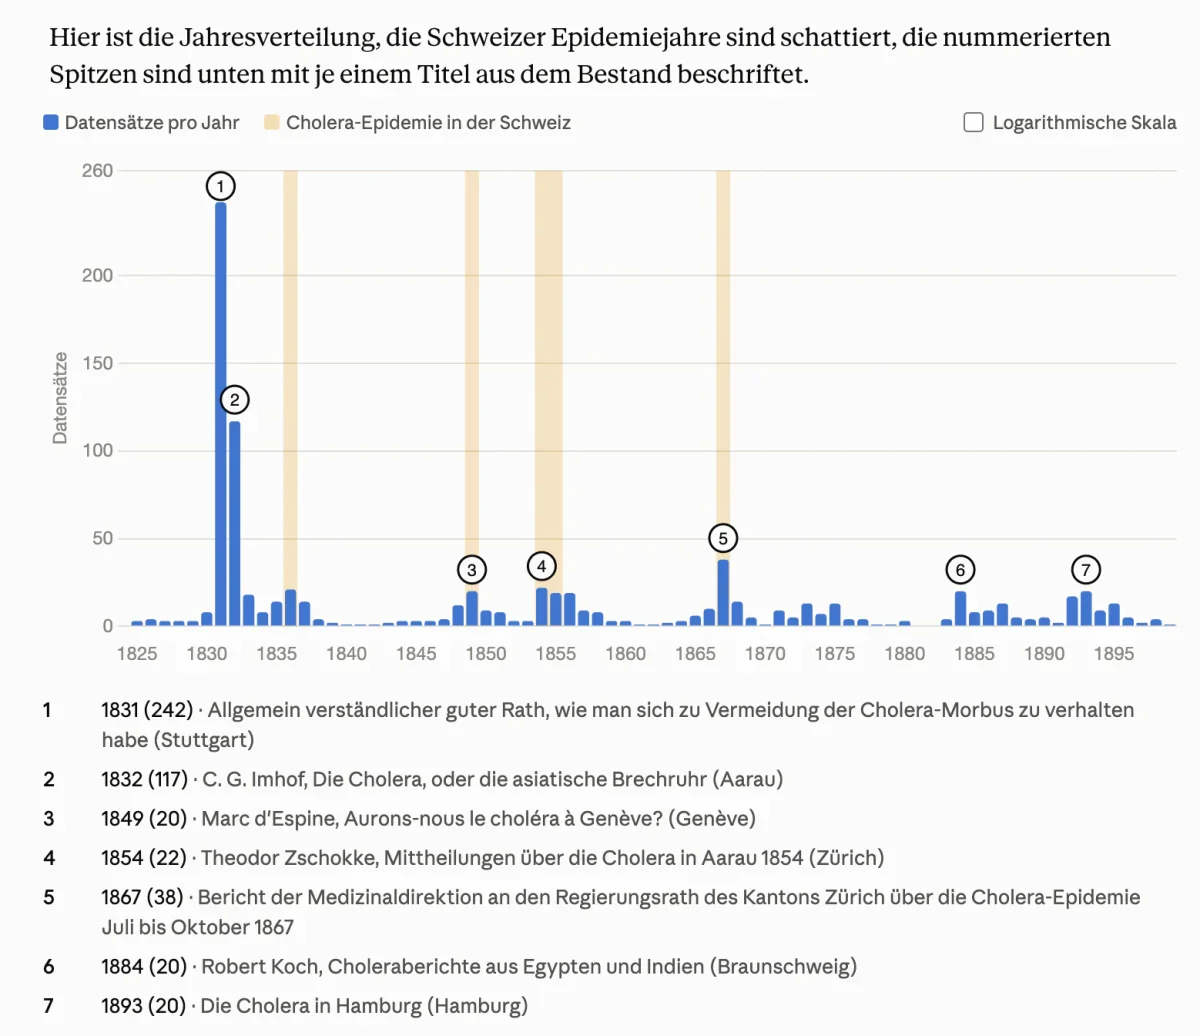 Hier ist die Jahresverteilung, die Schweizer Epidemiejahre sind schattiert, die nummerierten
Spitzen sind unten mit je einem Titel aus dem Bestand beschriftet.
Datensätze pro Jahr
Cholera-Epidemie in der Schweiz
Logarithmische Skala
Datensätze
260
200
150
100
50
0
1
2
3
4
5
6
7
1825 1830 1835 1840 1845 1850 1855 1860 1865 1870 1875 1880 1885 1890 1895
1 1831 (242) · Allgemein verständlicher guter Rath, wie man sich zu Vermeidung der Cholera-Morbus zu verhalten
habe (Stuttgart)
2 1832 (117) · C. G. Imhof, Die Cholera, oder die asiatische Brechruhr (Aarau)
3 1849 (20) · Marc d'Espine, Aurons-nous le choléra à Genève? (Genève)
4 1854 (22) · Theodor Zschokke, Mittheilungen über die Cholera in Aarau 1854 (Zürich)
5 1867 (38) · Bericht der Medizinaldirektion an den Regierungsrath des Kantons Zürich über die Cholera-Epidemie
Juli bis Oktober 1867
6 1884 (20) · Robert Koch, Choleraberichte aus Egypten und Indien (Braunschweig)
7 1893 (20) · Die Cholera in Hamburg (Hamburg)